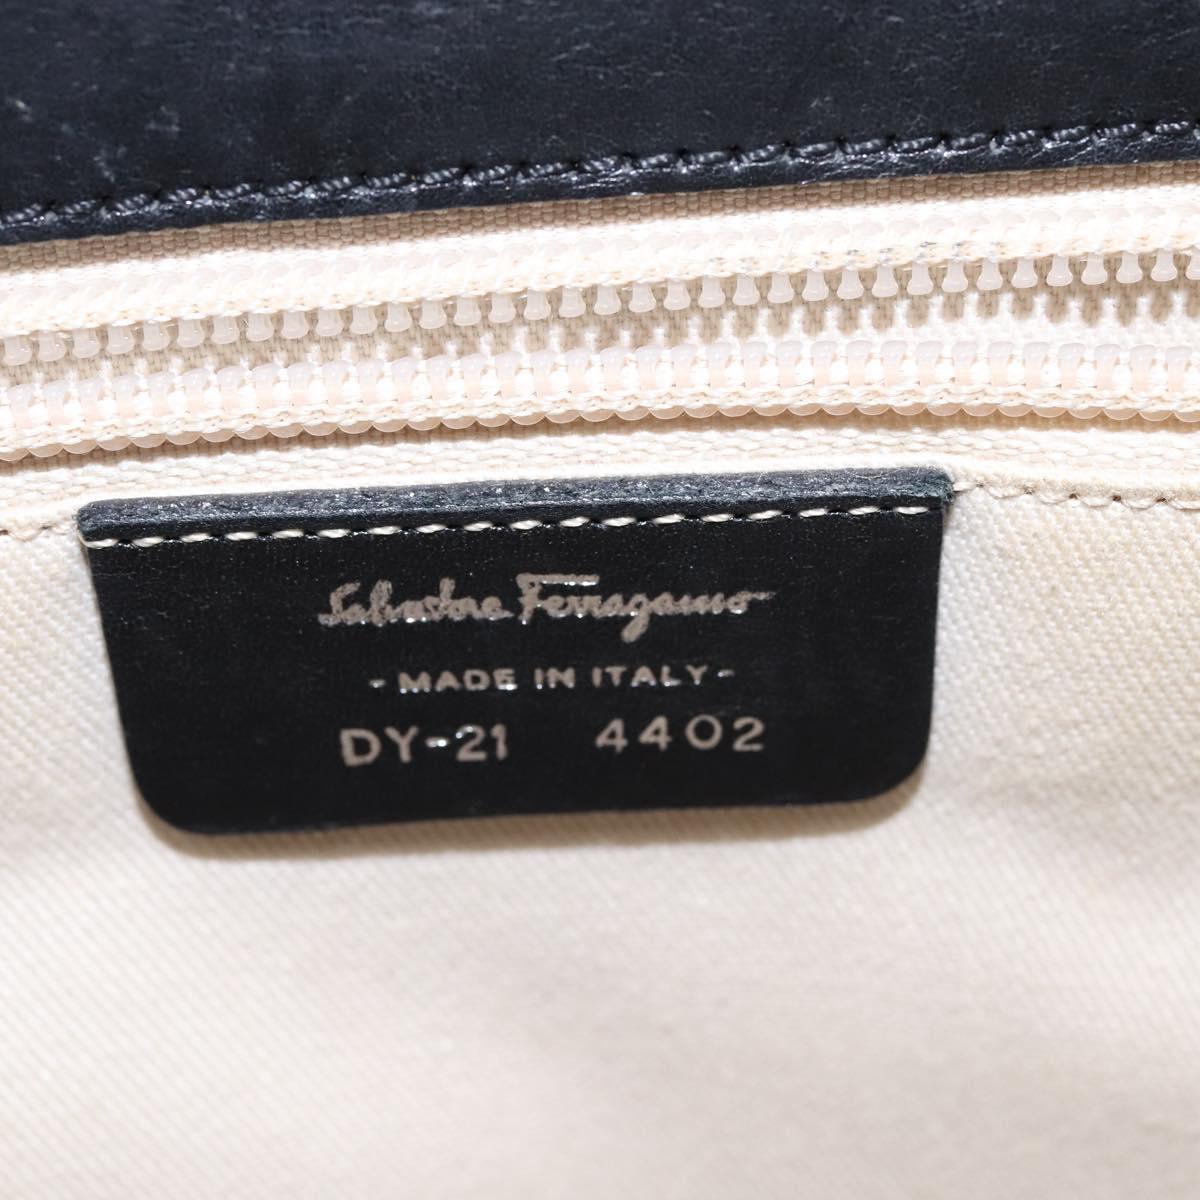 Salvatore Ferragamo
-MADE IN ITALY-
DY-21 4402